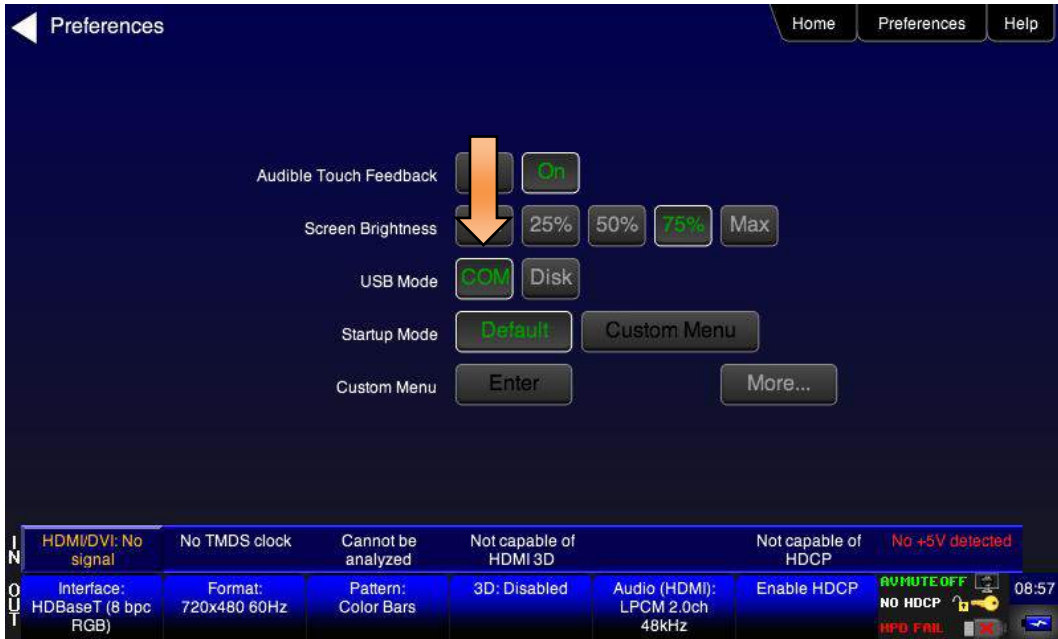 Preferences
Home Preferences Help
Audible Touch Feedback On
Screen Brightness 25% 50% 75% Max
USB Mode COM Disk
Startup Mode Default Custom Menu
Custom Menu Enter More...
IN
HDMI/DVI: No
signal
No TMDS clock
Cannot be
analyzed
Not capable of
HDMI 3D
Not capable of
HDCP
No +5V detected
OUT
Interface:
HDBaseT (8 bpc
RGB)
Format:
720x480 60Hz
Pattern:
Color Bars
3D: Disabled
Audio (HDMI):
LPCM 2.0ch
48kHz
Enable HDCP
AVMUTE OFF
NO HDCP
HPD FAIL
08:57